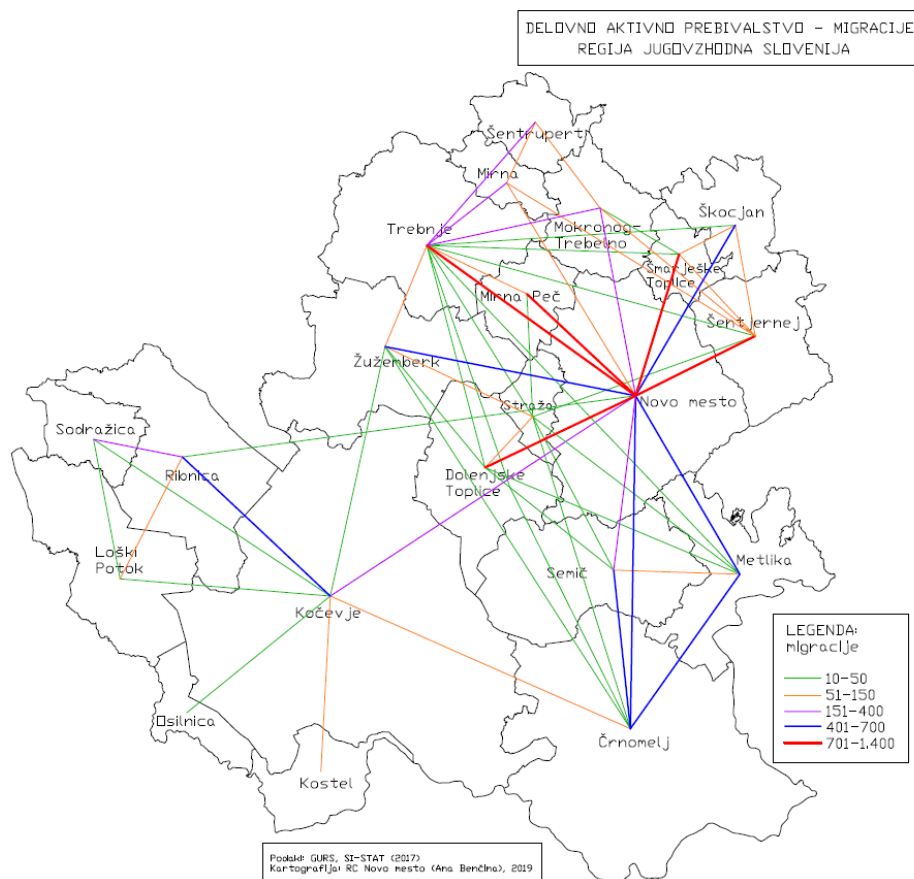 DELOVNO AKTIVNO PREBIVALSTVO - MIGRACIJE
REGIJA JUGOVZHODNA SLOVENIJA
Šentrupert
Mirna
Škocjan
Trebnje
Mokronog-
Trebelno
Šmarješke
Toplice
Mirna Peč
Šentjernej
Žužemberk
Straža
Novo mesto
Sodražica
Ribnica
Dolenjske
Toplice
Loški
Potok
Semič
Metlika
Kočevje
LEGENDA:
migracije
10-50
51-150
151-400
401-700
701-1.400
Osilnica
Črnomelj
Kostel
Podatki: GURS, SI-STAT (2017)
Kartografija: RC Novo mesto (Ana Benčina), 2019